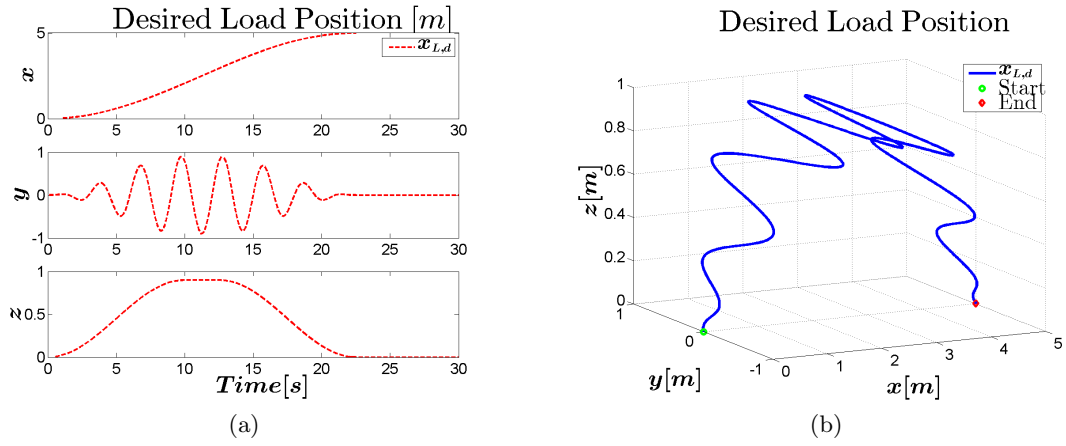 Desired Load Position [m]
x
5
0
x_{L,d}
0 5 10 15 20 25 30
y
1
0
-1
0 5 10 15 20 25 30
z
1
0.5
0
0 5 10 15 20 25 30
Time[s]
(a)
Desired Load Position
x_{L,d}
Start
End
z[m]
1
0.8
0.6
0.4
0.2
0
1
0
-1
y[m]
0 1 2 3 4 5
x[m]
(b)